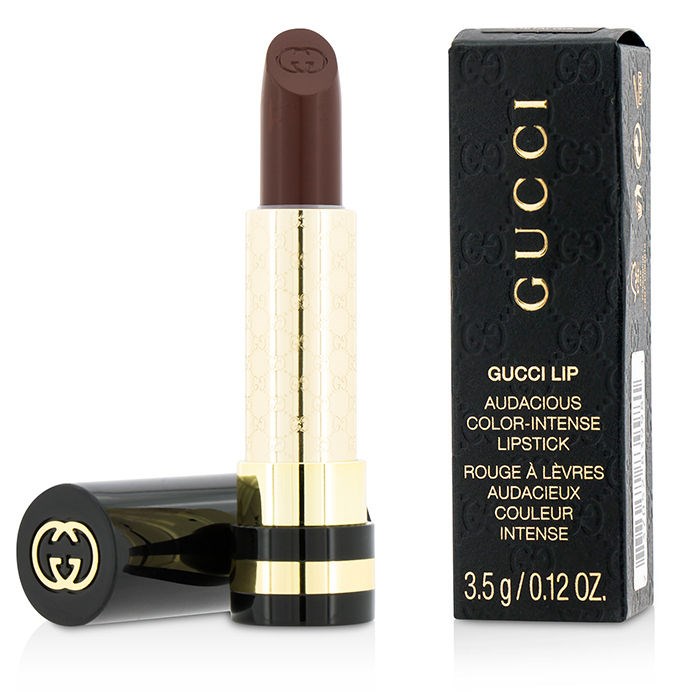 GUCCI
GUCCI LIP
AUDACIOUS
COLOR-INTENSE
LIPSTICK
ROUGE À LÈVRES
AUDACIEUX
COULEUR
INTENSE
3.5 g / 0.12 OZ.